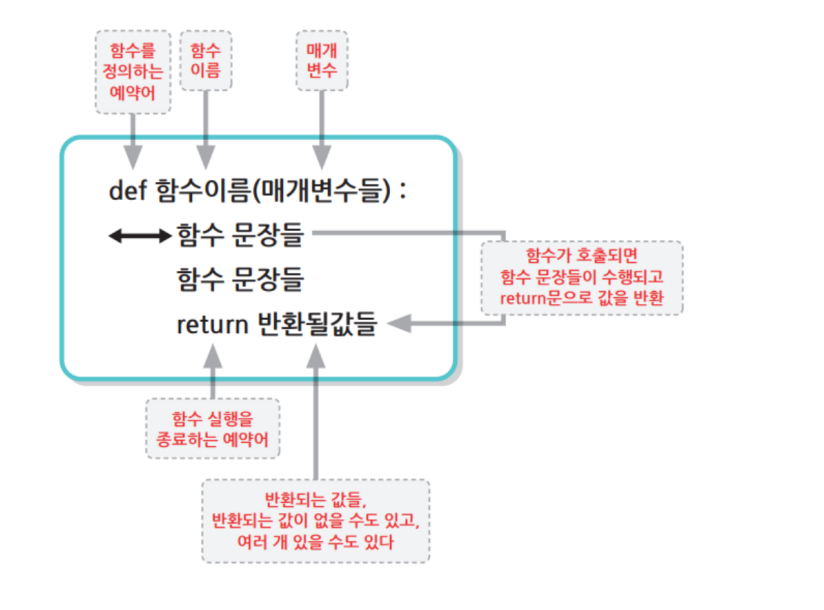 함수를
정의하는
예약어
함수
이름
매개
변수
def 함수이름(매개변수들) :
함수 문장들
함수 문장들
return 반환될값들
함수가 호출되면
함수 문장들이 수행되고
return문으로 값을 반환
함수 실행을
종료하는 예약어
반환되는 값들,
반환되는 값이 없을 수도 있고,
여러 개 있을 수도 있다